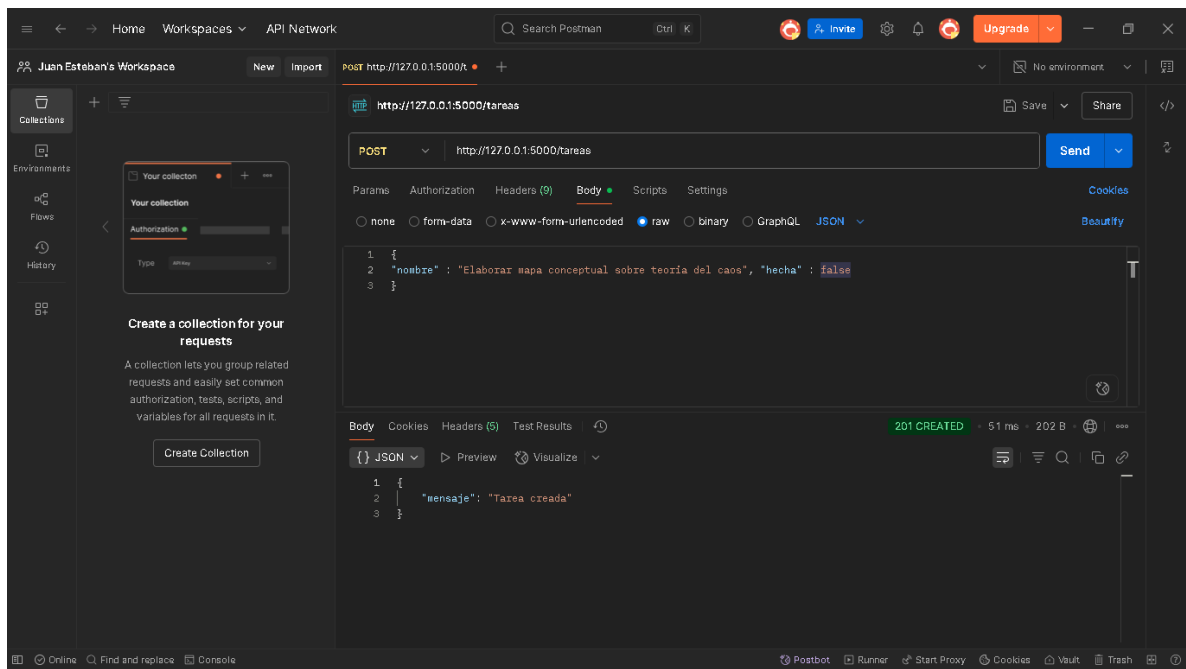 Home Workspaces API Network Search Postman Ctrl K Invite Upgrade
Juan Esteban's Workspace New Import POST http://127.0.0.1:5000/t No environment
Collections
Environments
Flows
History
Your collecton
Your collection
Authorization
Type API Key
Create a collection for your
requests
A collection lets you group related
requests and easily set common
authorization, tests, scripts, and
variables for all requests in it.
Create Collection
HTTP http://127.0.0.1:5000/tareas Save Share
POST http://127.0.0.1:5000/tareas Send
Params Authorization Headers (9) Body Scripts Settings Cookies
none form-data x-www-form-urlencoded raw binary GraphQL JSON Beautify
1 {
2 "nombre" : "Elaborar mapa conceptual sobre teoría del caos", "hecha" : false
3 }
Body Cookies Headers (5) Test Results 201 CREATED 51 ms 202 B
{} JSON Preview Visualize
1 {
2 "mensaje": "Tarea creada"
3 }
Online Find and replace Console Postbot Runner Start Proxy Cookies Vault Trash